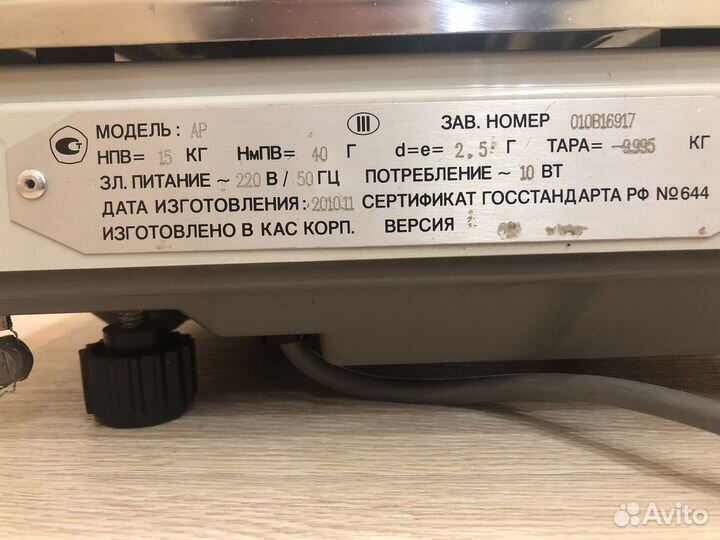 МОДЕЛЬ: AP III ЗАВ. НОМЕР 010B16917
НПВ= 15 КГ НмПВ= 40 Г d=e= 2,5 Г ТАРА= -9.995 КГ
ЗЛ. ПИТАНИЕ ~ 220 В / 50 ГЦ ПОТРЕБЛЕНИЕ ~ 10 ВТ
ДАТА ИЗГОТОВЛЕНИЯ: 2010.11 СЕРТИФИКАТ ГОССТАНДАРТА РФ №644
ИЗГОТОВЛЕНО В КАС КОРП. ВЕРСИЯ
Avito